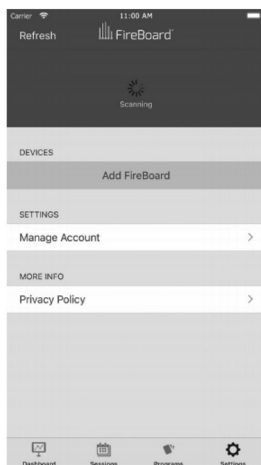 Carrier 11:00 AM
Refresh FireBoard
Scanning
DEVICES
Add FireBoard
SETTINGS
Manage Account
MORE INFO
Privacy Policy
Dashboard Sessions Programs Settings